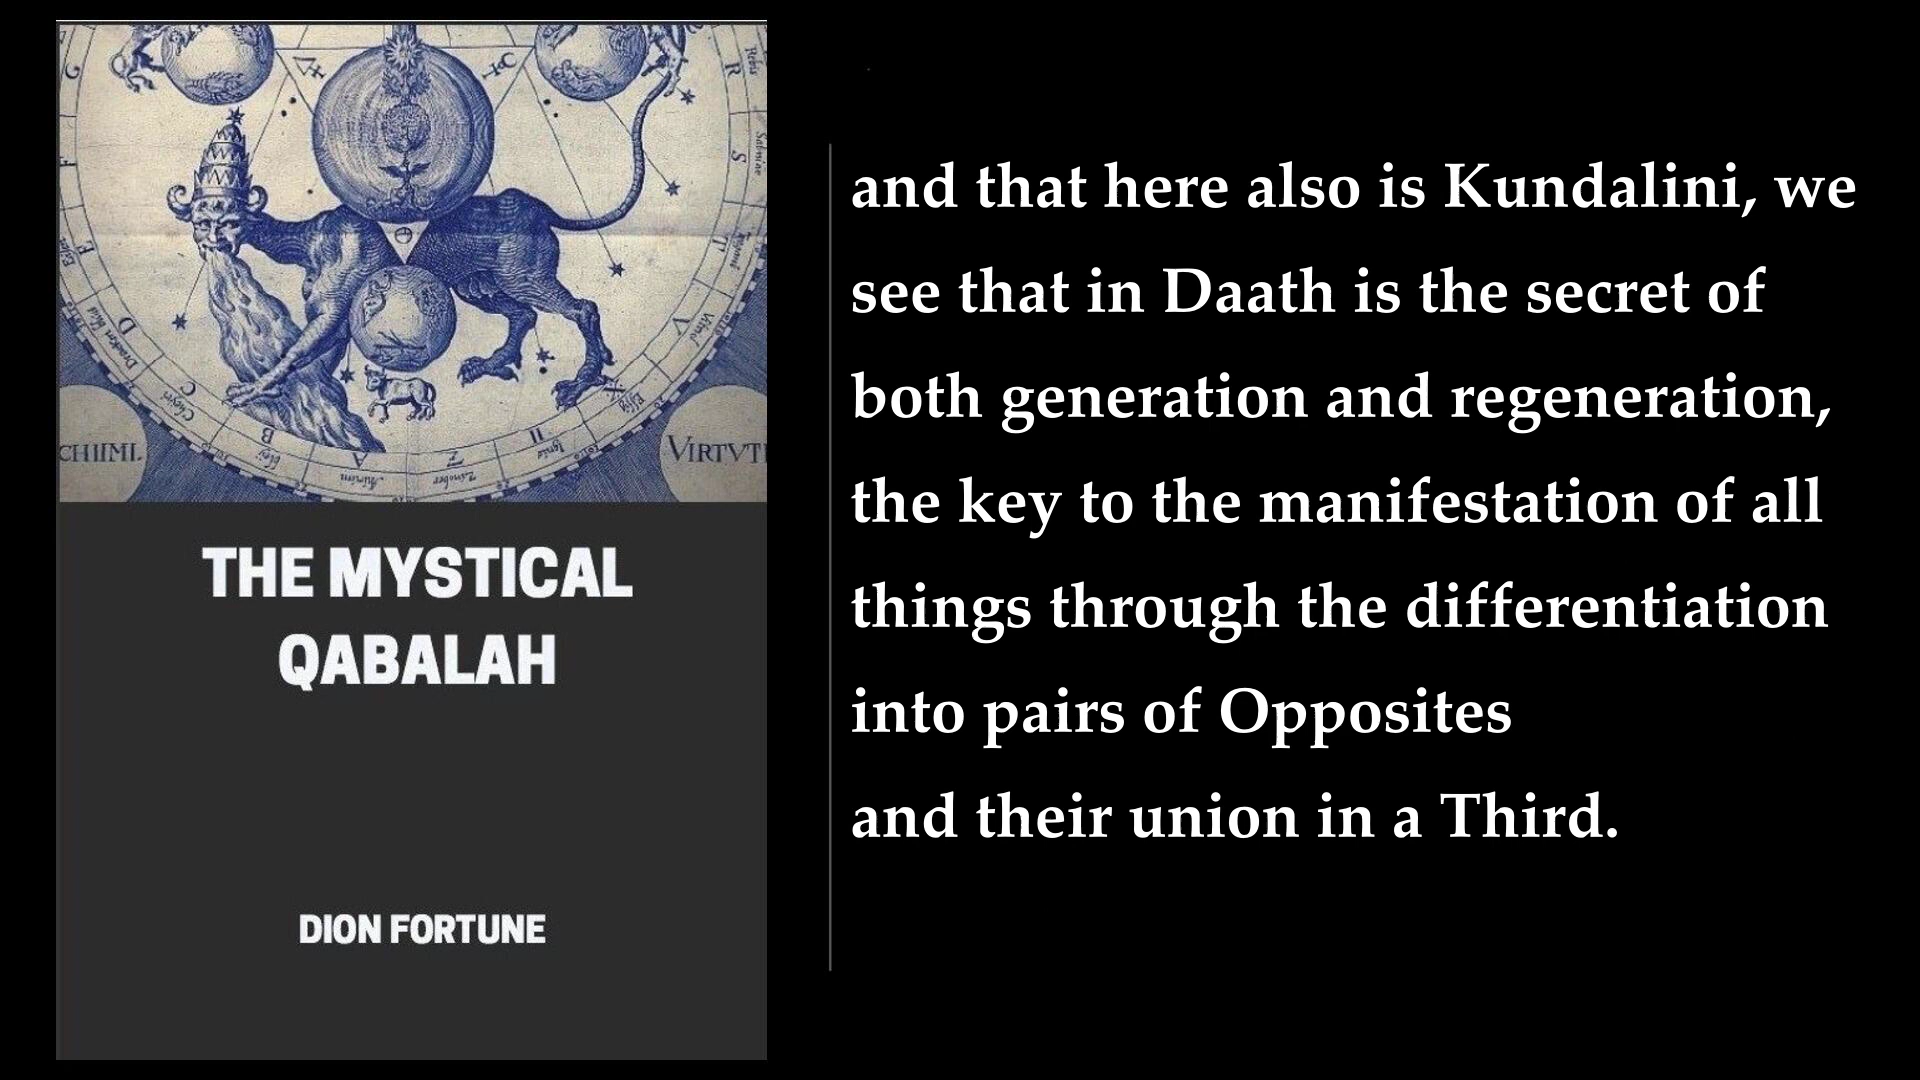 THE MYSTICAL
QABALAH
DION FORTUNE
CHIIMI.
VIRTVTI
and that here also is Kundalini, we
see that in Daath is the secret of
both generation and regeneration,
the key to the manifestation of all
things through the differentiation
into pairs of Opposites
and their union in a Third.